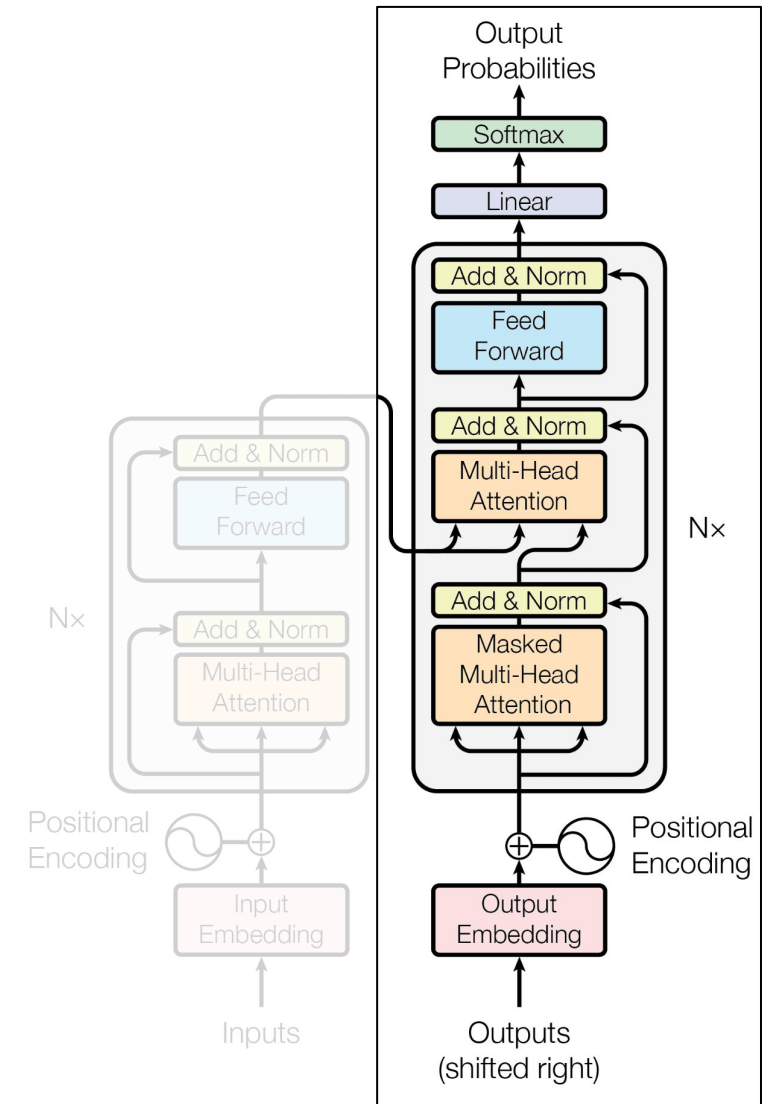 Output
Probabilities
Softmax
Linear
Add & Norm
Feed
Forward
Add & Norm
Multi-Head
Attention
Nx
Add & Norm
Masked
Multi-Head
Attention
Positional
Encoding
Output
Embedding
Outputs
(shifted right)
Add & Norm
Feed
Forward
Nx
Add & Norm
Multi-Head
Attention
Positional
Encoding
Input
Embedding
Inputs